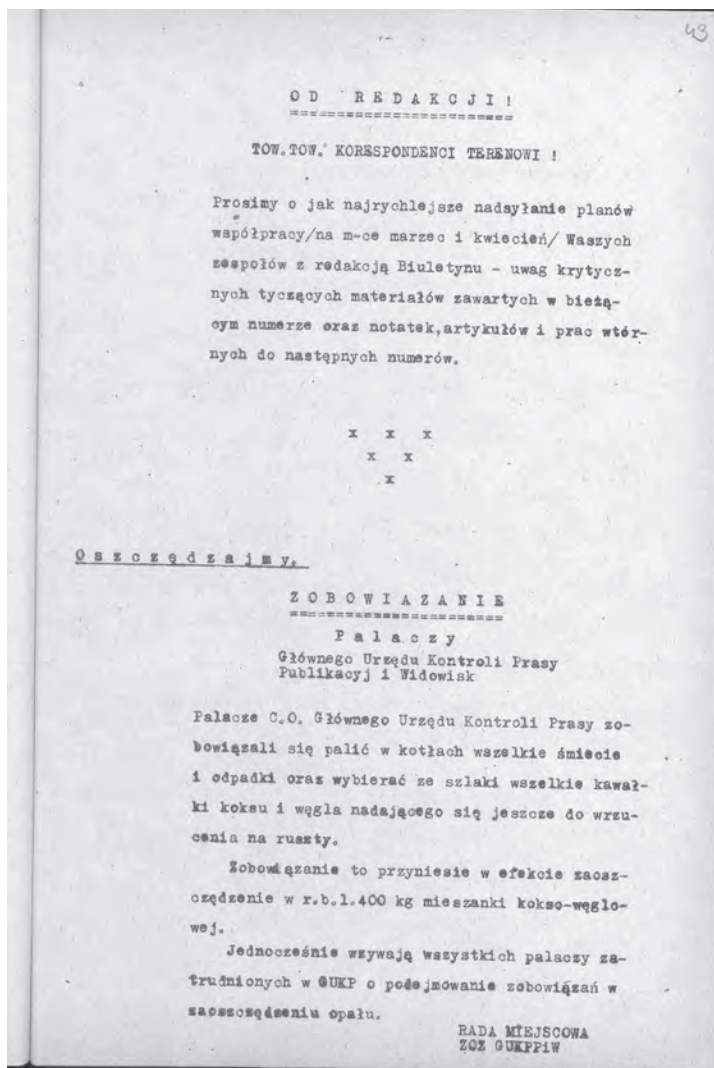 43
O D   R E D A K C J I !
========================
TOW.TOW. KORESPONDENCI TERENOWI !
Prosimy o jak najrychlejsze nadsyłanie planów
współpracy/na m-ce marzec i kwiecień/ Waszych
zespołów z redakcją Biuletynu - uwag krytycz-
nych tyczących materiałów zawartych w bieżą-
cym numerze oraz notatek,artykułów i prac wtór-
nych do następnych numerów.
x x x
x x
x
O s z c z ę d z a j m y.
Z O B O W I A Z A N I E
========================
P a l a c z y
Głównego Urzędu Kontroli Prasy
Publikacyj i Widowisk
Palacze C.O. Głównego Urzędu Kontroli Prasy zo-
bowiązali się palić w kotłach wszelkie śmiecie
i odpadki oraz wybierać ze szlaki wszelkie kawał-
ki koksu i węgla nadającego się jeszcze do wrzu-
cenia na ruszty.
Zobowiązanie to przyniesie w efekcie zaosz-
czędzenie w r.b.1.400 kg mieszanki kokso-węglo-
wej.
Jednocześnie wzywają wszystkich palaczy za-
trudnionych w GUKP o podejmowanie zobowiązań w
zaoszczędzeniu opału.
RADA MIEJSCOWA
ZOZ GUKPPiW